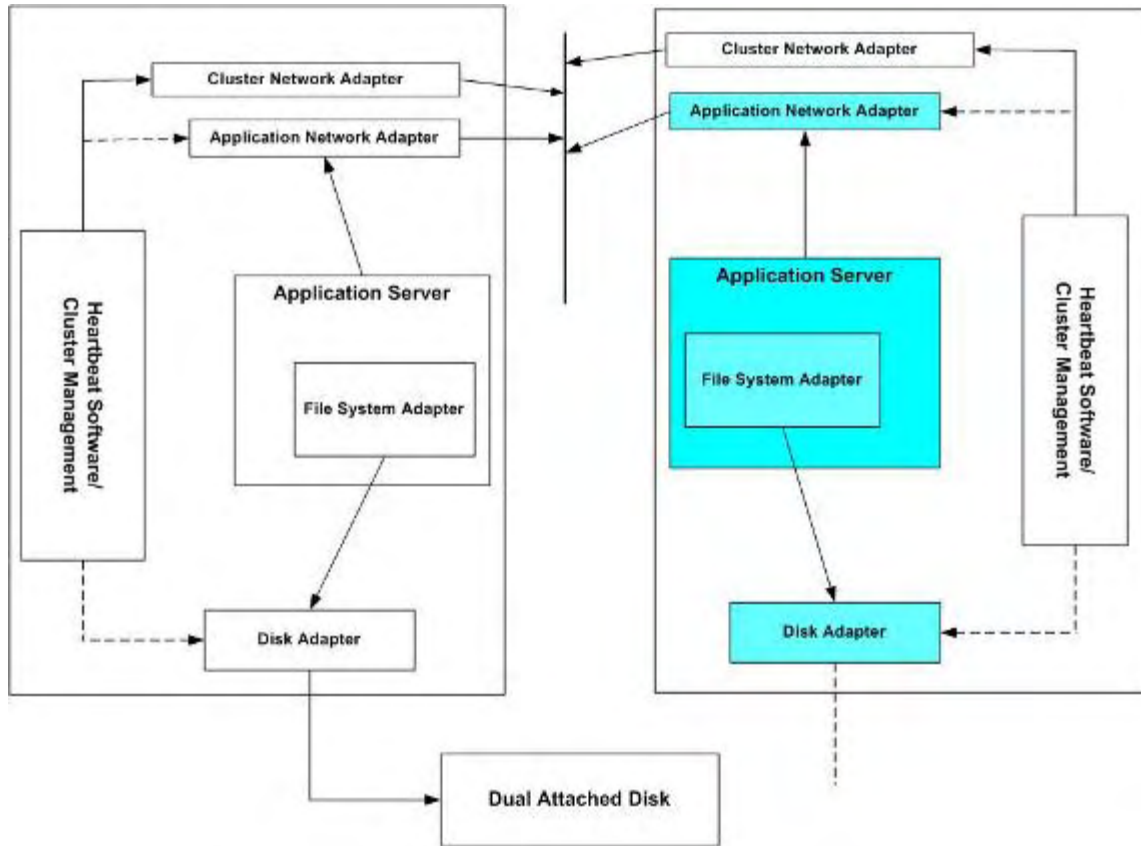 Cluster Network Adapter
Application Network Adapter
Heartbeat Software/
Cluster Management
Application Server
File System Adapter
Disk Adapter
Cluster Network Adapter
Application Network Adapter
Application Server
File System Adapter
Heartbeat Software/
Cluster Management
Disk Adapter
Dual Attached Disk